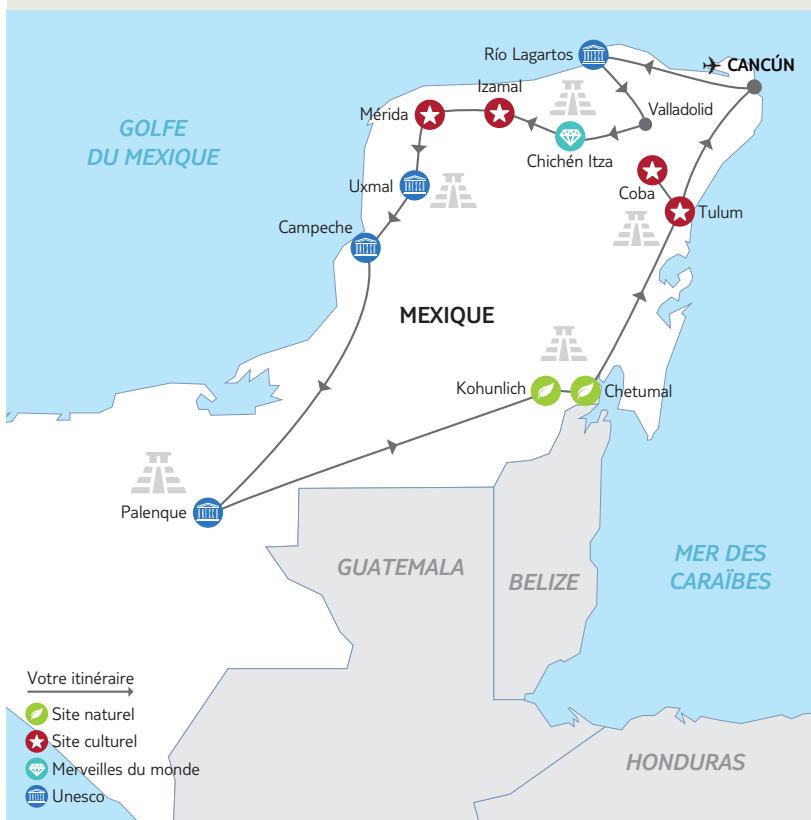 Río Lagartos
CANCÚN
Izamal
Mérida
Valladolid
GOLFE
DU MEXIQUE
Chichén Itza
Uxmal
Coba
Tulum
Campeche
MEXIQUE
Kohunlich
Chetumal
Palenque
GUATEMALA
BELIZE
MER DES
CARAÏBES
Votre itinéraire
Site naturel
Site culturel
Merveilles du monde
Unesco
HONDURAS